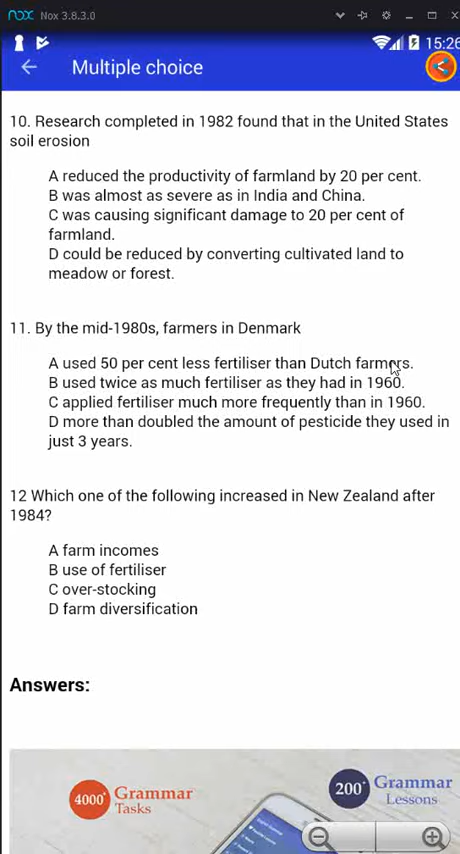 nox Nox 3.8.3.0
15:26
Multiple choice
10. Research completed in 1982 found that in the United States
soil erosion
A reduced the productivity of farmland by 20 per cent.
B was almost as severe as in India and China.
C was causing significant damage to 20 per cent of
farmland.
D could be reduced by converting cultivated land to
meadow or forest.
11. By the mid-1980s, farmers in Denmark
A used 50 per cent less fertiliser than Dutch farmers.
B used twice as much fertiliser as they had in 1960.
C applied fertiliser much more frequently than in 1960.
D more than doubled the amount of pesticide they used in
just 3 years.
12 Which one of the following increased in New Zealand after
1984?
A farm incomes
B use of fertiliser
C over-stocking
D farm diversification
Answers:
4000+ Grammar
Tasks
200+ Grammar
Lessons